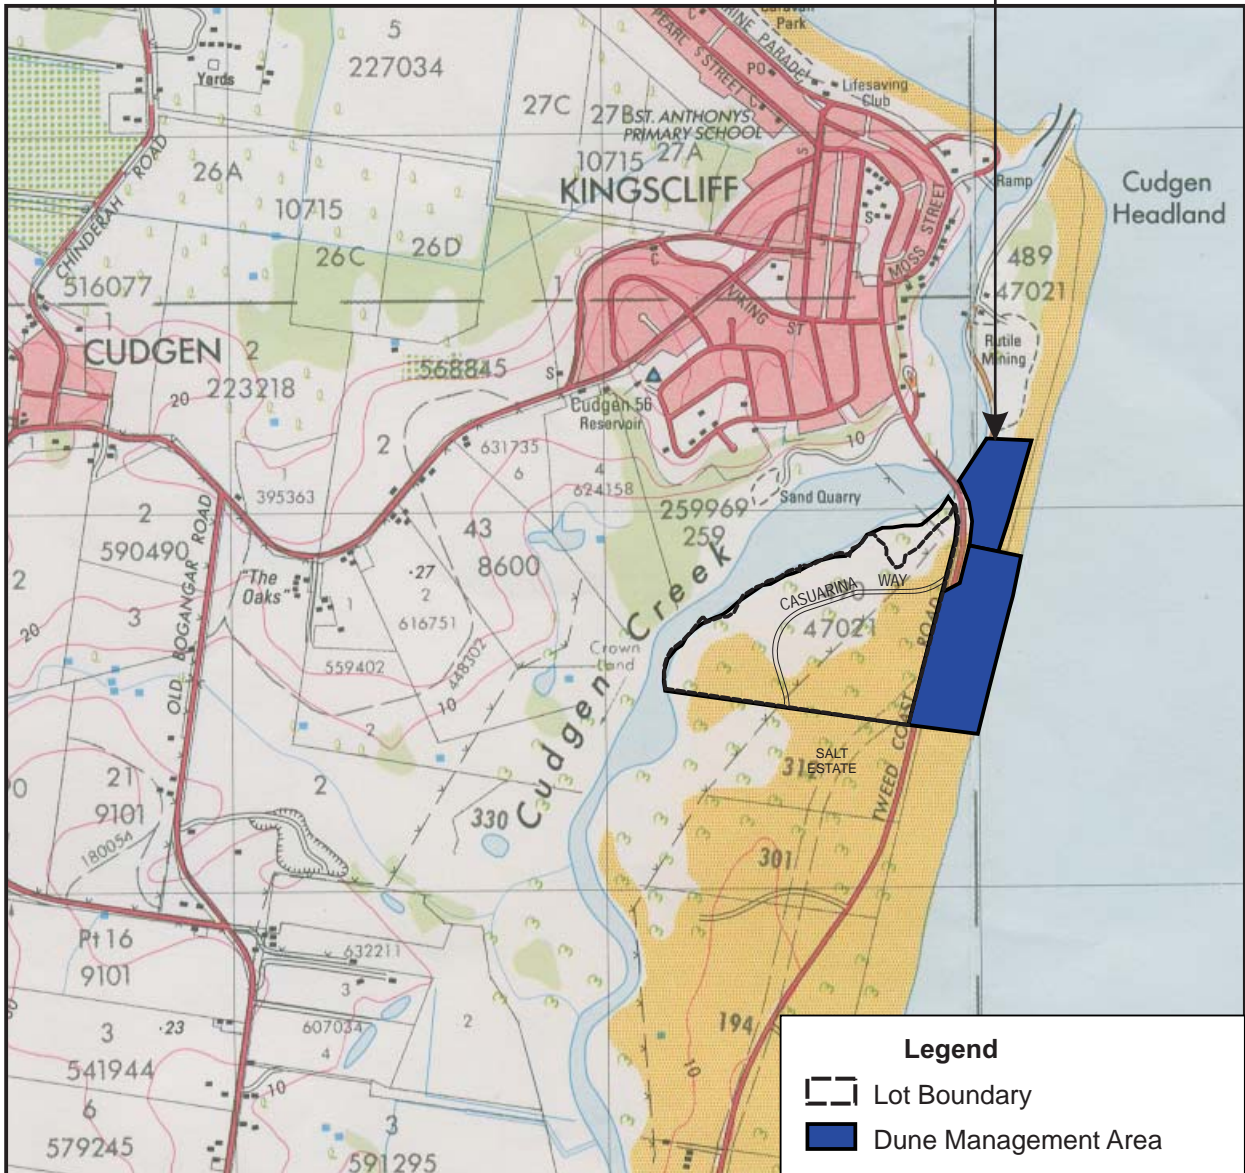 5
227034
Yards
CHINDERAH ROAD
26A
10715
26C
26D
27C
27B
ST. ANTHONYS
PRIMARY SCHOOL
10715
27A
KINGSCLIFF
PEARL STREET
MARINE PARADE
Caravan
Park
PO
C
C
S
Lifesaving
Club
Ramp
Cudgen
Headland
MOSS STREET
S
S
489
47021
Rutile
Mining
516077
1
CUDGEN
2
223218
20
1
C
1
VIKING ST
568845
S
Cudgen 56
Reservoir
10
2
631735
6
4
624158
1
395363
Sand Quarry
259969
259
2
590490
OLD BOGANGAR ROAD
43
8600
27
2
616751
"The
Oaks"
1
559402
448302
10
2
3
2
20
Cudgen Creek
Crown
Land
CASUARINA WAY
47021
TWEED COAST ROAD
SALT
ESTATE
301
330
21
9101
2
18005A
Pt 16
9101
632211
3
607034
4
2
3
541944
23
6
579245
10
3
591295
194
10
Legend
Lot Boundary
Dune Management Area